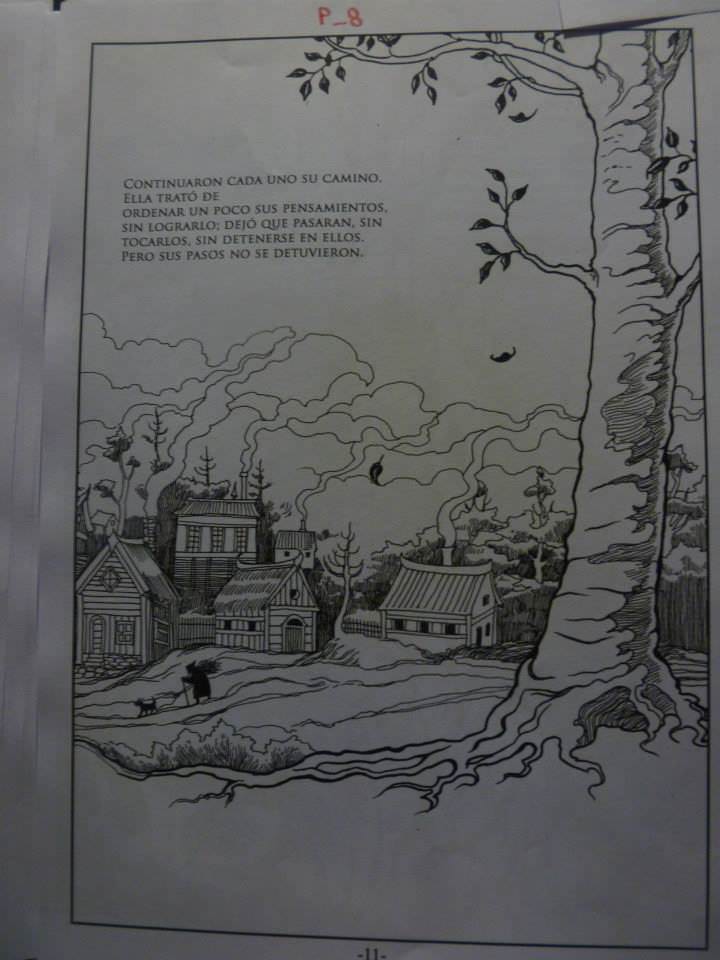 P_8
CONTINUARON CADA UNO SU CAMINO.
ELLA TRATÓ DE
ORDENAR UN POCO SUS PENSAMIENTOS,
SIN LOGRARLO; DEJÓ QUE PASARAN, SIN
TOCARLOS, SIN DETENERSE EN ELLOS.
PERO SUS PASOS NO SE DETUVIERON.
-11-